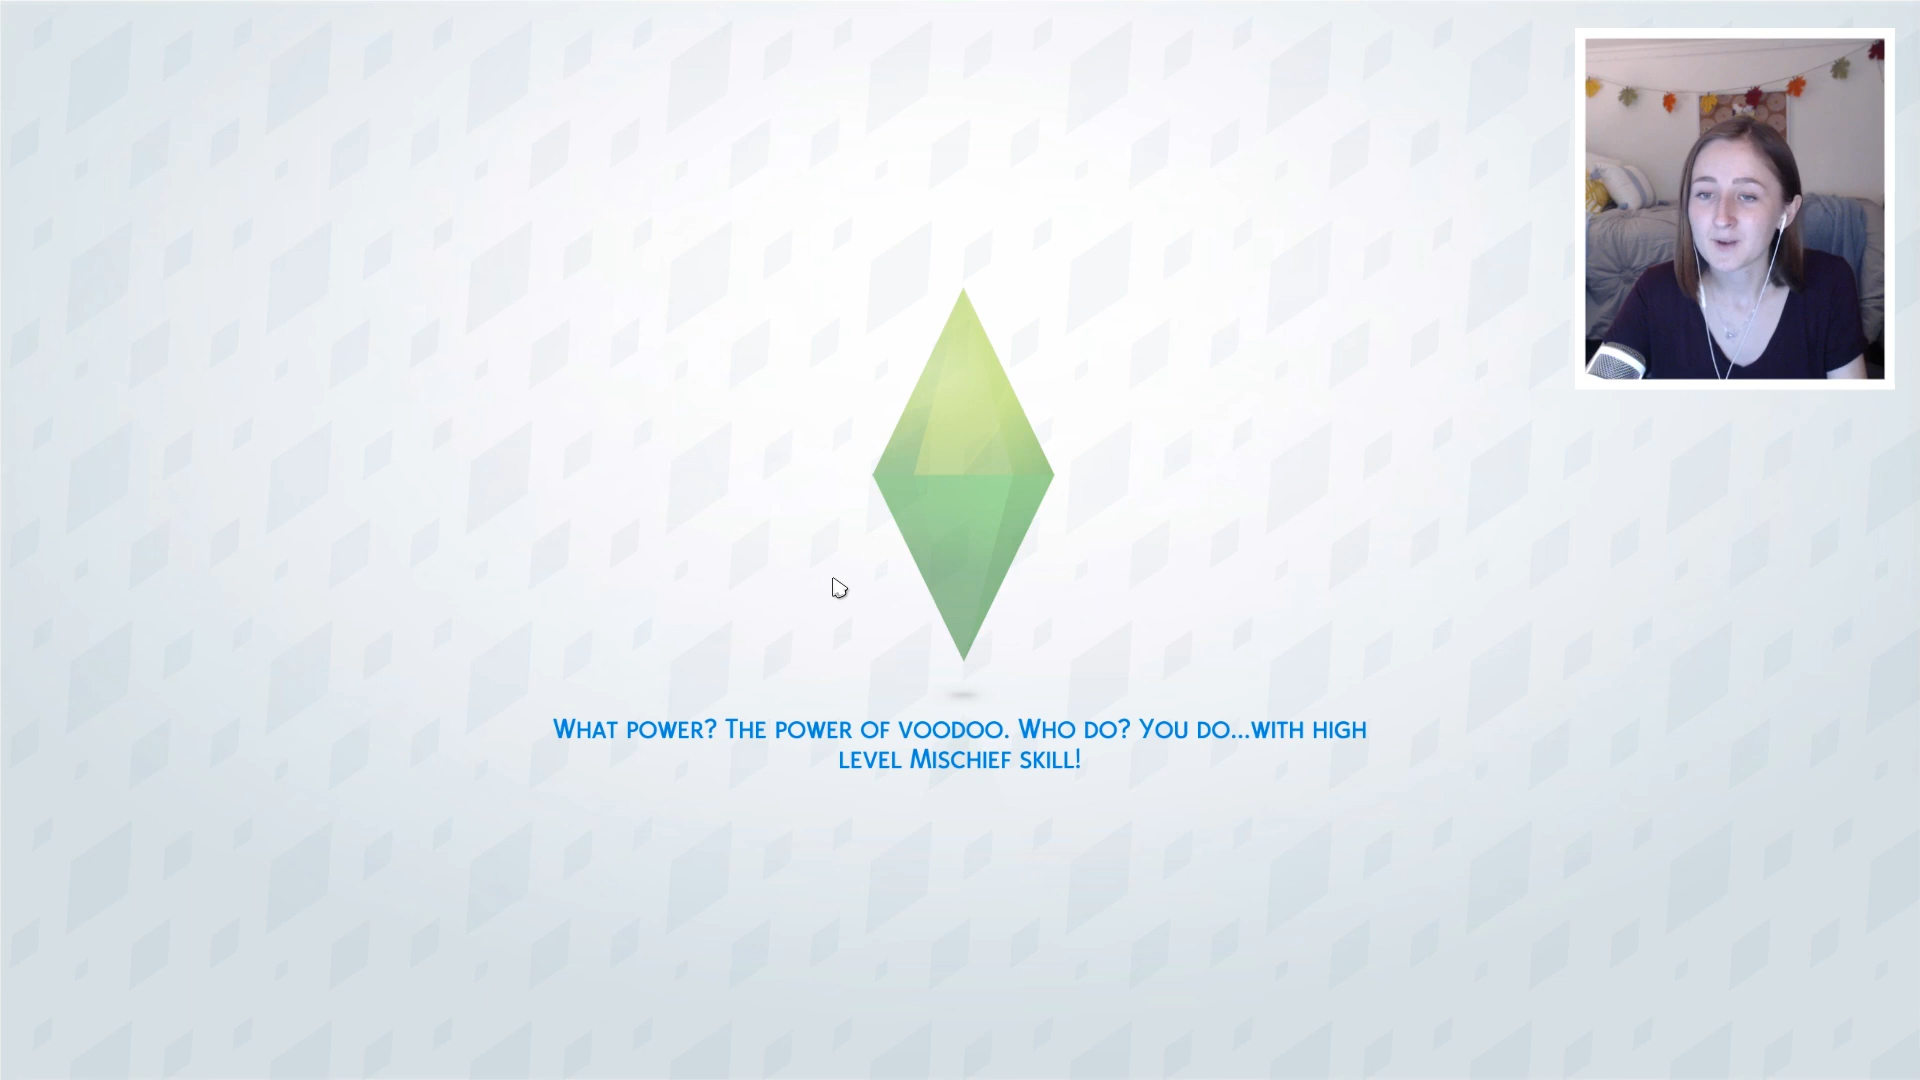 What power? The power of voodoo. Who do? You do...with high
level Mischief skill!